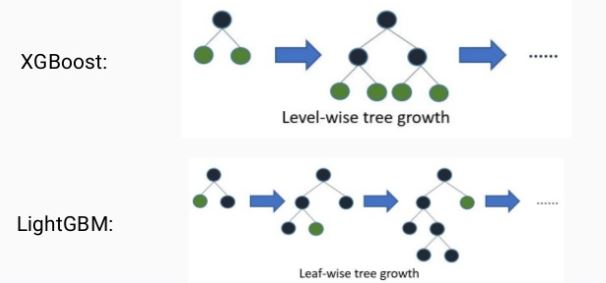 XGBoost:
......
Level-wise tree growth
LightGBM:
......
Leaf-wise tree growth